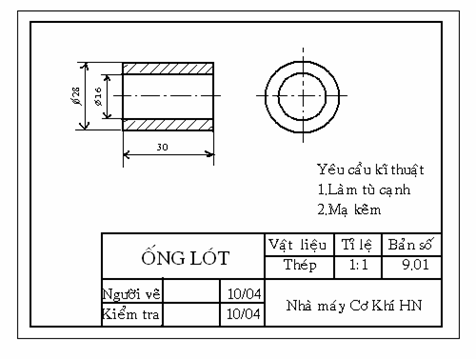 Ø28
Ø16
30
Yêu cầu kĩ thuật
1.Làm tù cạnh
2.Mạ kẽm
ỐNG LÓT
Vật liệu Tỉ lệ Bản số
Thép 1:1 9.01
Người vẽ 10/04
Kiểm tra 10/04
Nhà máy Cơ Khí HN